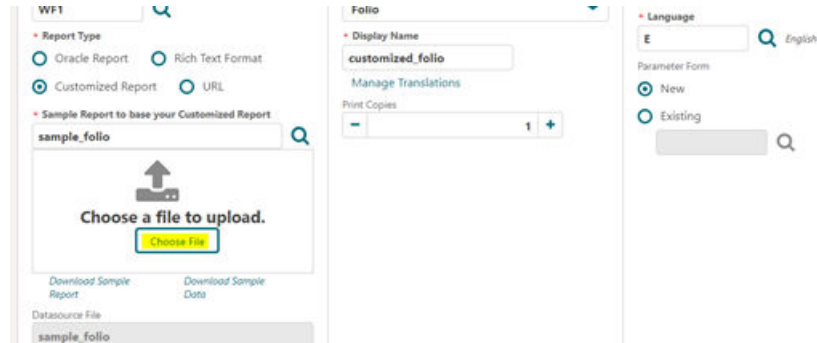 WF1
* Report Type
Oracle Report
Rich Text Format
Customized Report
URL
* Sample Report to base your Customized Report
sample_folio
Choose a file to upload.
Choose File
Download Sample Report
Download Sample Data
Datasource File
sample_folio
Folio
* Display Name
customized_folio
Manage Translations
Print Copies
− 1 +
* Language
E
English
Parameter Form
New
Existing